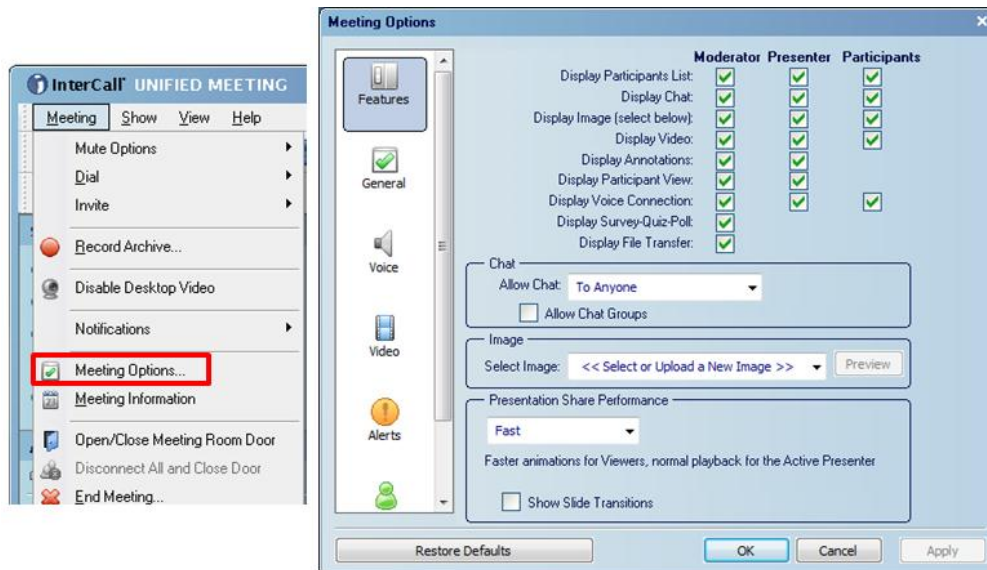 InterCall® UNIFIED MEETING
Meeting Show View Help
Mute Options
Dial
Invite
Record Archive...
Disable Desktop Video
Notifications
Meeting Options...
Meeting Information
Open/Close Meeting Room Door
Disconnect All and Close Door
End Meeting...
Meeting Options
Features
General
Voice
Video
Alerts
Moderator Presenter Participants
Display Participants List:
Display Chat:
Display Image (select below):
Display Video:
Display Annotations:
Display Participant View:
Display Voice Connection:
Display Survey-Quiz-Poll:
Display File Transfer:
Chat
Allow Chat: To Anyone
Allow Chat Groups
Image
Select Image: << Select or Upload a New Image >> Preview
Presentation Share Performance
Fast
Faster animations for Viewers, normal playback for the Active Presenter
Show Slide Transitions
Restore Defaults OK Cancel Apply